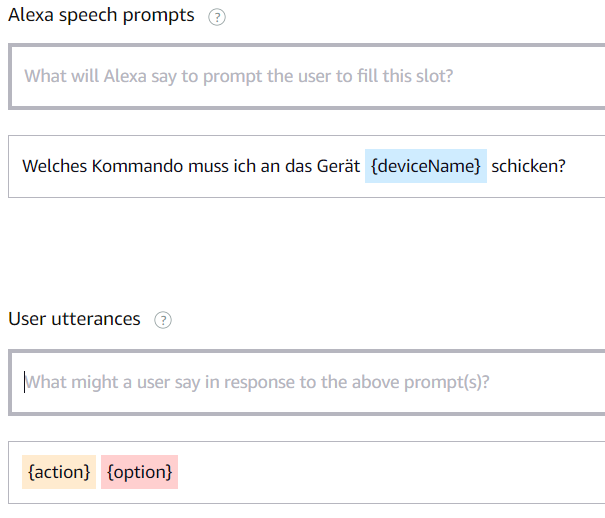 Alexa speech prompts ?
What will Alexa say to prompt the user to fill this slot?
Welches Kommando muss ich an das Gerät {deviceName} schicken?
User utterances ?
What might a user say in response to the above prompt(s)?
{action} {option}